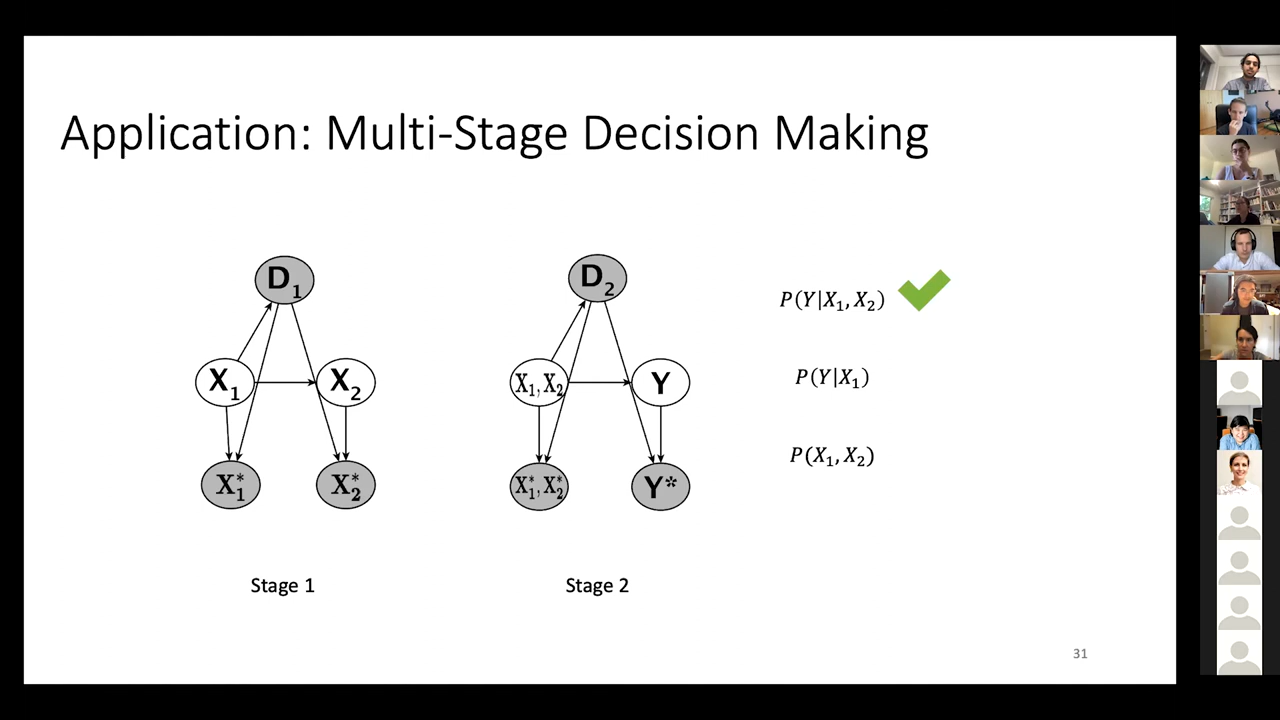 Application: Multi-Stage Decision Making
D₁
D₂
P(Y|X₁, X₂)
X₁
X₂
X₁, X₂
Y
P(Y|X₁)
P(X₁, X₂)
X₁*
X₂*
X₁*, X₂*
Y*
Stage 1
Stage 2
31